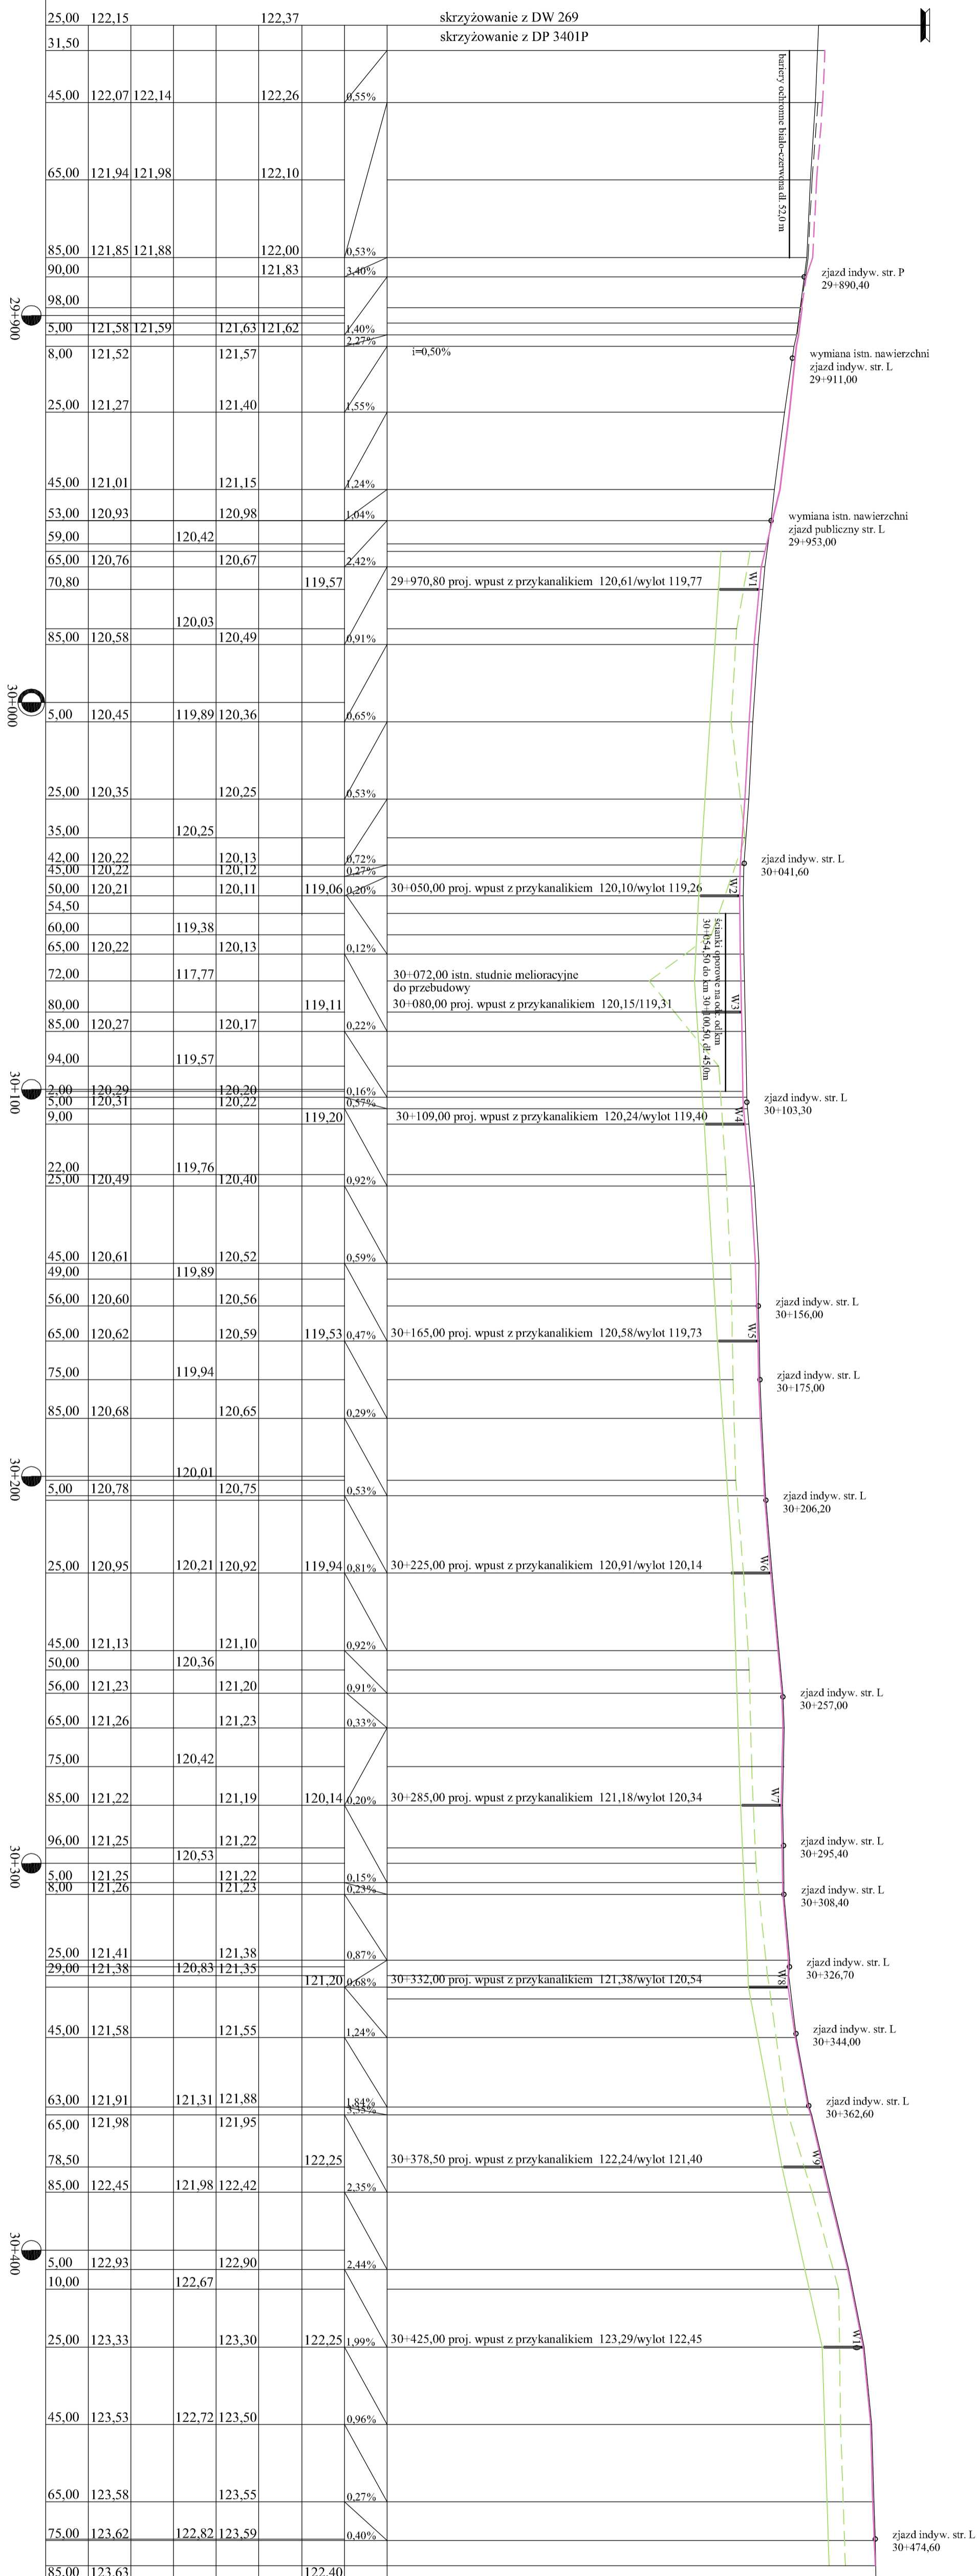 25,00 122,15 122,37 skrzyżowanie z DW 269
31,50 skrzyżowanie z DP 3401P
bariery ochronne biało-czerwona dł. 52,0 m
45,00 122,07 122,14 122,26 0,55%
65,00 121,94 121,98 122,10
85,00 121,85 121,88 122,00 0,53%
90,00 121,83 3,40% zjazd indyw. str. P
29+890,40
98,00
29+900
5,00 121,58 121,59 121,63 121,62 1,40%
2,27%
8,00 121,52 121,57 i=0,50% wymiana istn. nawierzchni
zjazd indyw. str. L
29+911,00
25,00 121,27 121,40 1,55%
45,00 121,01 121,15 1,24%
53,00 120,93 120,98 1,04% wymiana istn. nawierzchni
zjazd publiczny str. L
29+953,00
59,00 120,42
65,00 120,76 120,67 2,42%
70,80 119,57 29+970,80 proj. wpust z przykanalikiem 120,61/wylot 119,77 W1
120,03
85,00 120,58 120,49 0,91%
30+000
5,00 120,45 119,89 120,36 0,65%
25,00 120,35 120,25 0,53%
35,00 120,25
42,00 120,22 120,13 0,72% zjazd indyw. str. L
30+041,60
45,00 120,22 120,12 0,27%
50,00 120,21 120,11 119,06 0,20% 30+050,00 proj. wpust z przykanalikiem 120,10/wylot 119,26 W2
54,50
ścianki oporowe na odc. od km
30+054,50 do km 30+100,50, dł. 45,0m
60,00 119,38
65,00 120,22 120,13 0,12%
72,00 117,77 30+072,00 istn. studnie melioracyjne
do przebudowy
80,00 119,11 30+080,00 proj. wpust z przykanalikiem 120,15/119,31 W3
85,00 120,27 120,17 0,22%
94,00 119,57
30+100
2,00 120,29 120,20 0,16%
5,00 120,31 120,22 0,57% zjazd indyw. str. L
30+103,30
9,00 119,20 30+109,00 proj. wpust z przykanalikiem 120,24/wylot 119,40 W4
22,00 119,76
25,00 120,49 120,40 0,92%
45,00 120,61 120,52 0,59%
49,00 119,89
56,00 120,60 120,56 zjazd indyw. str. L
30+156,00
65,00 120,62 120,59 119,53 0,47% 30+165,00 proj. wpust z przykanalikiem 120,58/wylot 119,73 W5
75,00 119,94 zjazd indyw. str. L
30+175,00
85,00 120,68 120,65 0,29%
30+200
120,01
5,00 120,78 120,75 0,53% zjazd indyw. str. L
30+206,20
25,00 120,95 120,21 120,92 119,94 0,81% 30+225,00 proj. wpust z przykanalikiem 120,91/wylot 120,14 W6
45,00 121,13 121,10 0,92%
50,00 120,36
56,00 121,23 121,20 0,91% zjazd indyw. str. L
30+257,00
65,00 121,26 121,23 0,33%
75,00 120,42
85,00 121,22 121,19 120,14 0,20% 30+285,00 proj. wpust z przykanalikiem 121,18/wylot 120,34 W7
96,00 121,25 121,22 zjazd indyw. str. L
30+295,40
30+300
120,53
5,00 121,25 121,22 0,15%
8,00 121,26 121,23 0,23% zjazd indyw. str. L
30+308,40
25,00 121,41 121,38 0,87% zjazd indyw. str. L
30+326,70
29,00 121,38 120,83 121,35
121,20 0,68% 30+332,00 proj. wpust z przykanalikiem 121,38/wylot 120,54 W8
45,00 121,58 121,55 1,24% zjazd indyw. str. L
30+344,00
63,00 121,91 121,31 121,88 1,84% zjazd indyw. str. L
30+362,60
65,00 121,98 121,95 3,35%
78,50 122,25 30+378,50 proj. wpust z przykanalikiem 122,24/wylot 121,40 W9
85,00 122,45 121,98 122,42 2,35%
30+400
5,00 122,93 122,90 2,44%
10,00 122,67
25,00 123,33 123,30 122,25 1,99% 30+425,00 proj. wpust z przykanalikiem 123,29/wylot 122,45 W10
45,00 123,53 122,72 123,50 0,96%
65,00 123,58 123,55 0,27%
75,00 123,62 122,82 123,59 0,40% zjazd indyw. str. L
30+474,60
85,00 123,63 122,40